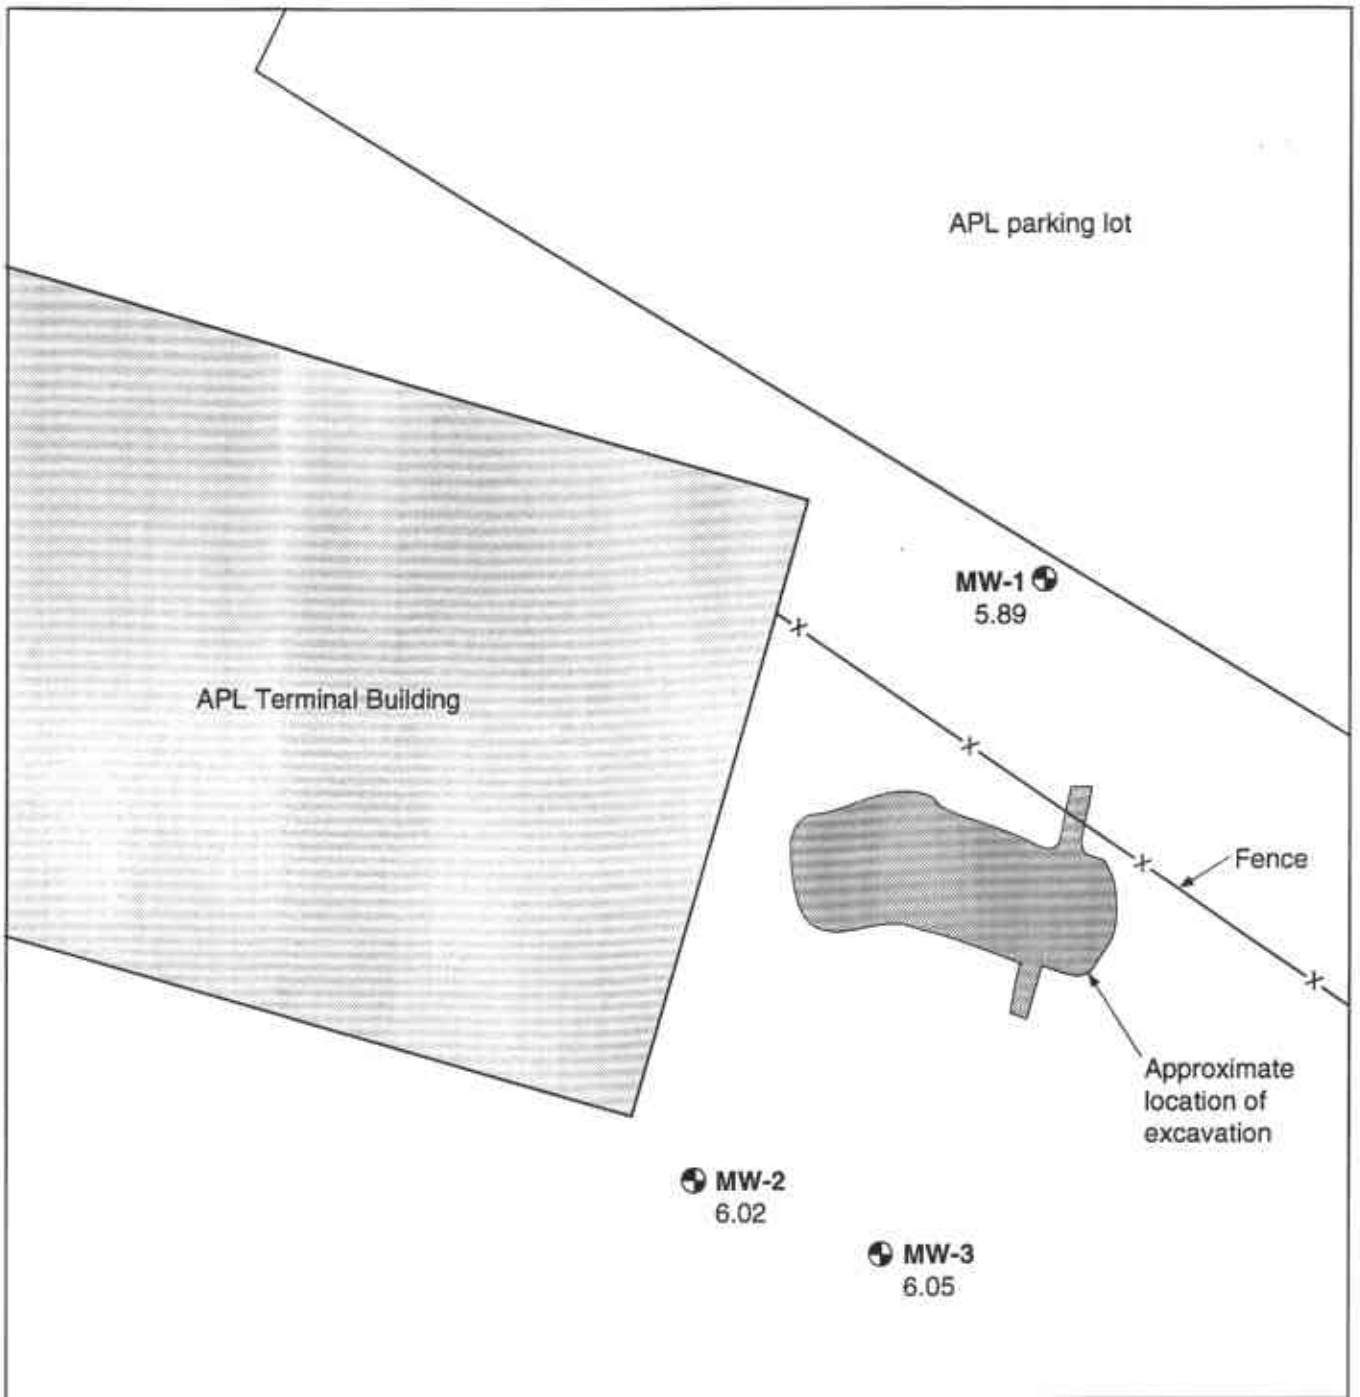 APL parking lot
MW-1
5.89
APL Terminal Building
Fence
Approximate
location of
excavation
MW-2
6.02
MW-3
6.05